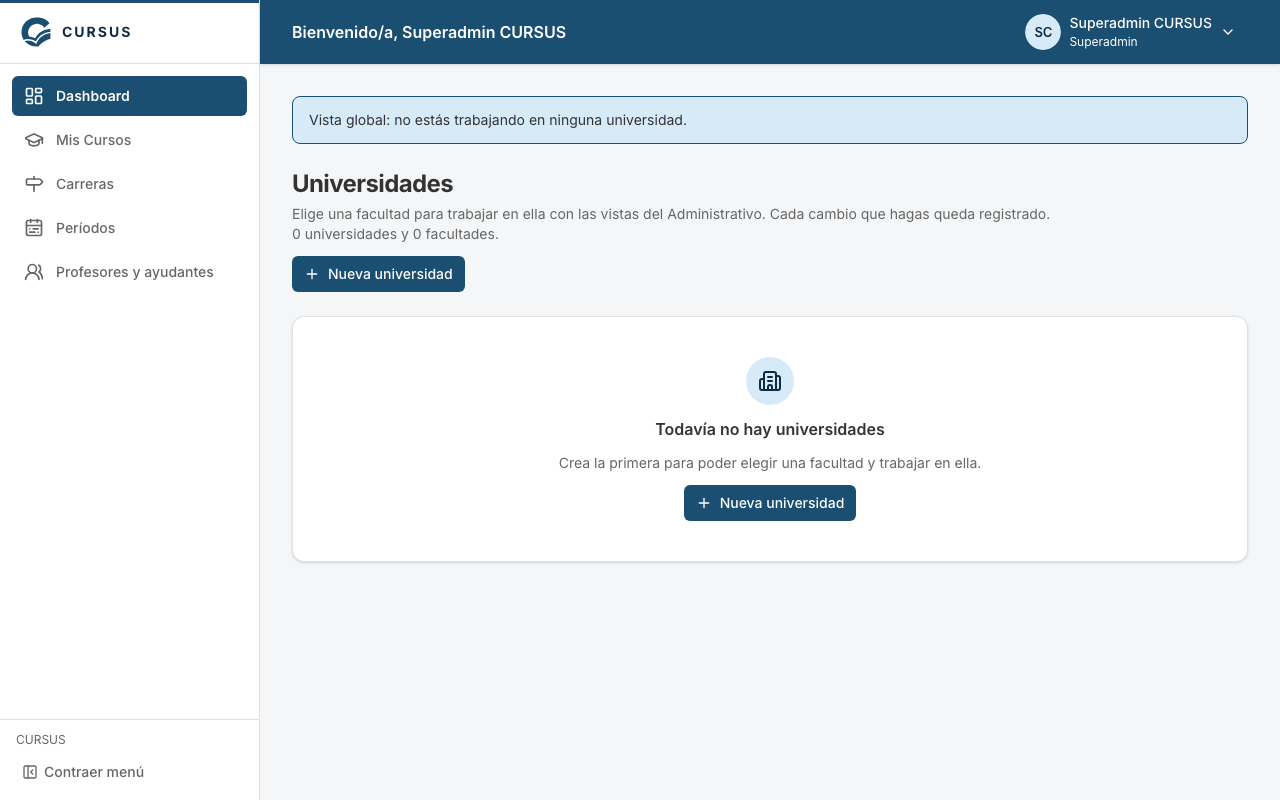 CURSUS
Bienvenido/a, Superadmin CURSUS
SC
Superadmin CURSUS
Superadmin
Dashboard
Mis Cursos
Carreras
Períodos
Profesores y ayudantes
Vista global: no estás trabajando en ninguna universidad.
Universidades
Elige una facultad para trabajar en ella con las vistas del Administrativo. Cada cambio que hagas queda registrado.
0 universidades y 0 facultades.
Nueva universidad
Todavía no hay universidades
Crea la primera para poder elegir una facultad y trabajar en ella.
Nueva universidad
CURSUS
Contraer menú